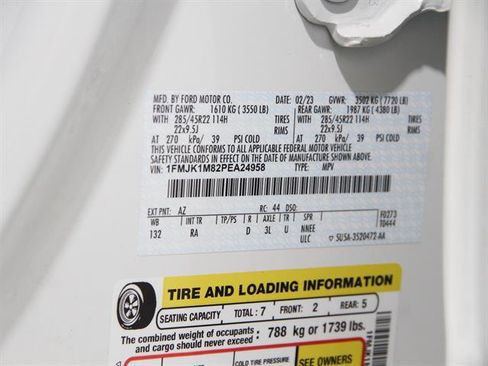 MFD. BY FORD MOTOR CO. DATE: 02/23 GVWR: 3502 KG ( 7720 LB)
FRONT GAWR: 1610 KG ( 3550 LB) REAR GAWR: 1987 KG ( 4380 LB)
WITH 285/45R22 114H TIRES WITH 285/45R22 114H TIRES
22x9.5J RIMS 22x9.5J RIMS
AT 270 kPa/ 39 PSI COLD AT 270 kPa/ 39 PSI COLD
THIS VEHICLE CONFORMS TO ALL APPLICABLE FEDERAL MOTOR VEHICLE
SAFETY STANDARDS IN EFFECT ON THE DATE OF MANUFACTURE SHOWN ABOVE.
VIN: 1FMJK1M82PEA24958 TYPE: MPV
EXT PNT: AZ RC: 44 DSO: F0273
WB INT TR TP/PS R AXLE TR SPR T0444
132 RA D 3L U NNEE
ULC SU5A-3520472-AA
TIRE AND LOADING INFORMATION
SEATING CAPACITY TOTAL: 7 FRONT: 2 REAR: 5
The combined weight of occupants and cargo should never exceed: 788 kg or 1739 lbs.
COLD TIRE PRESSURE SEE OWNERS